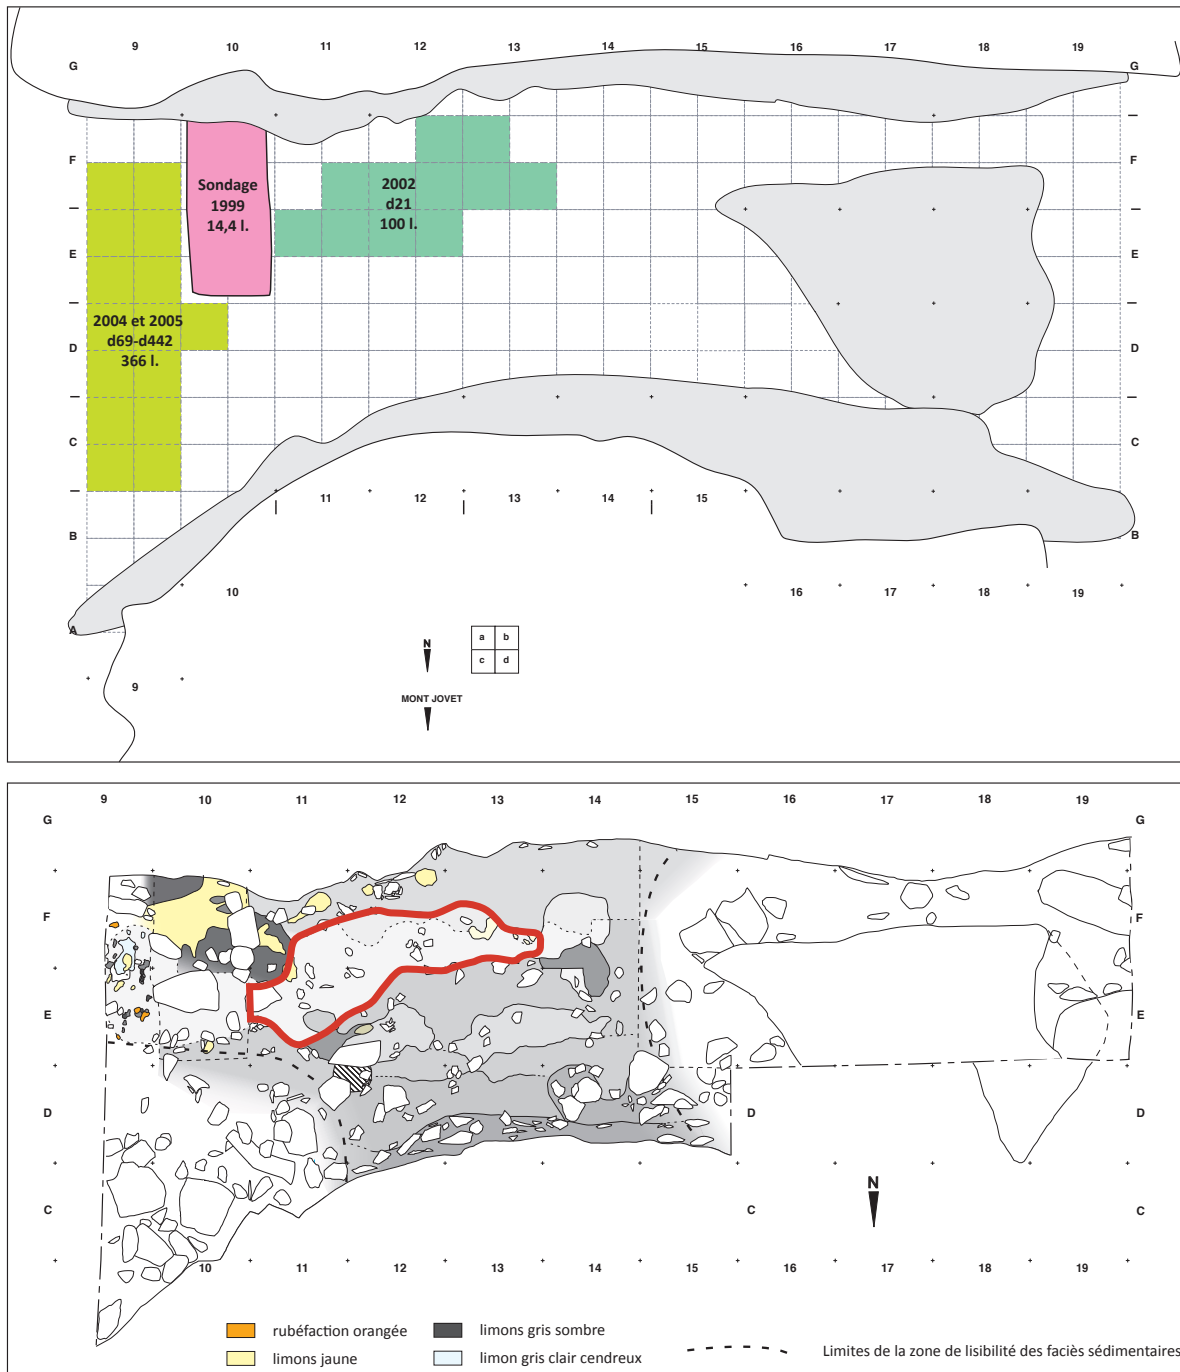 9 10 11 12 13 14 15 16 17 18 19
G G
F F
Sondage
1999
14,4 l.
2002
d21
100 l.
E E
2004 et 2005
d69-d442
366 l.
D D
C C
11 12 13 14 15
B B
10 16 17 18 19
A
N
a b
c d
9
MONT JOVET
9 10 11 12 13 14 15 16 17 18 19
G G
F F
E E
D D D
N
C C C
10 11 12 13 14 15 16 17 18 19
rubéfaction orangée
limons gris sombre
limons jaune
limon gris clair cendreux
Limites de la zone de lisibilité des faciès sédimentaires